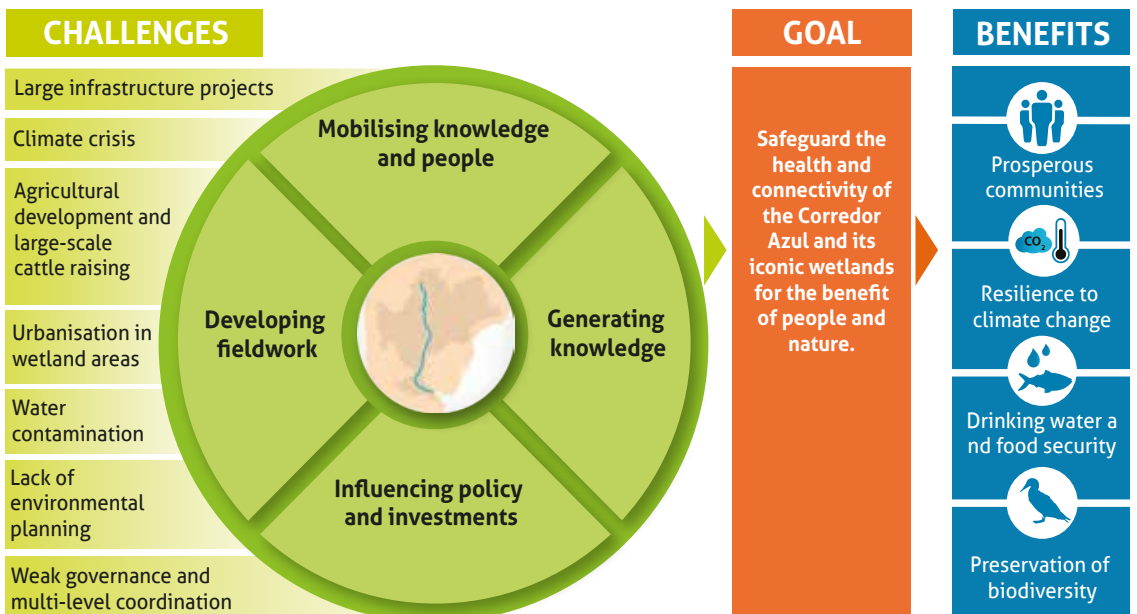 CHALLENGES
Large infrastructure projects
Climate crisis
Agricultural
development and
large-scale
cattle raising
Urbanisation in
wetland areas
Water
contamination
Lack of
environmental
planning
Weak governance and
multi-level coordination
Mobilising knowledge
and people
Developing
fieldwork
Generating
knowledge
Influencing policy
and investments
GOAL
Safeguard the
health and
connectivity of
the Corredor
Azul and its
iconic wetlands
for the benefit
of people and
nature.
BENEFITS
Prosperous
communities
CO₂
Resilience to
climate change
Drinking water a
nd food security
Preservation of
biodiversity